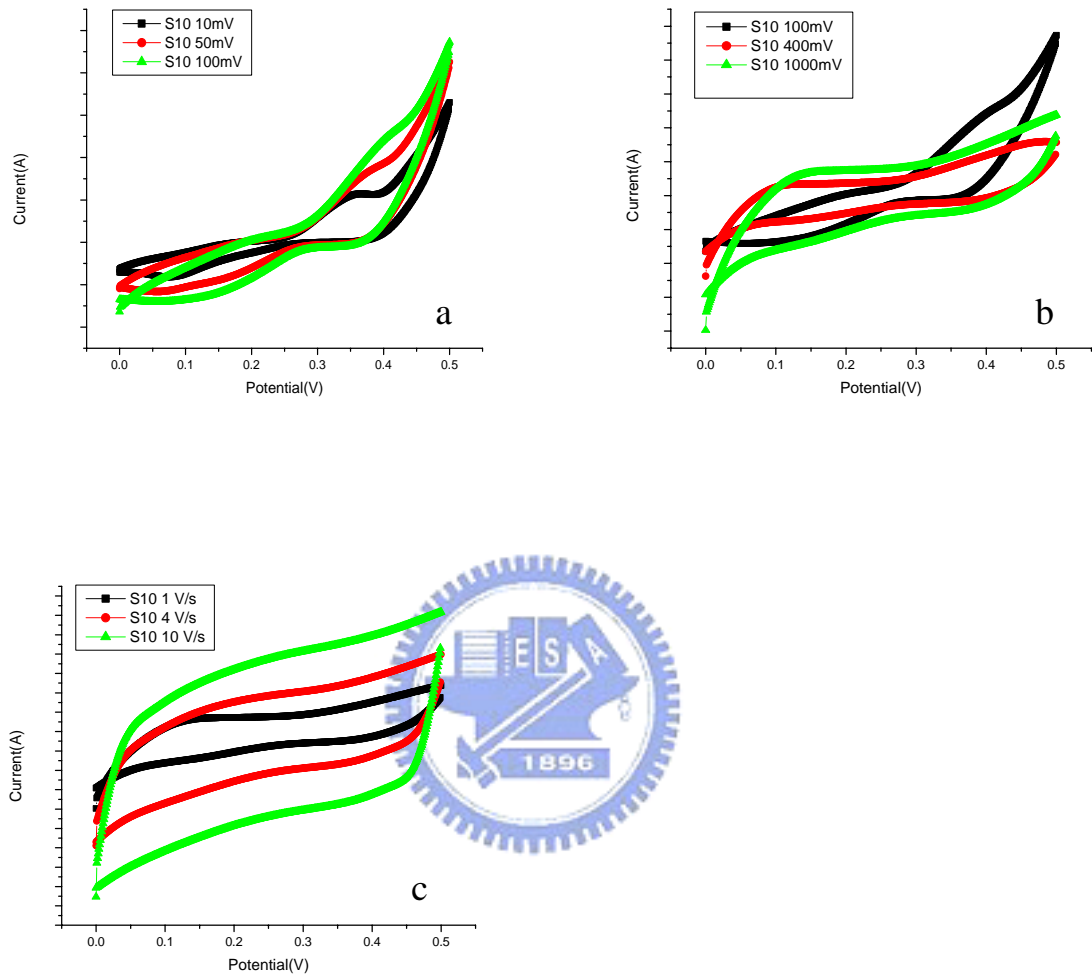 S10 10mV
S10 50mV
S10 100mV
Current(A)
0.0 0.1 0.2 0.3 0.4 0.5
Potential(V)
a
S10 100mV
S10 400mV
S10 1000mV
Current(A)
0.0 0.1 0.2 0.3 0.4 0.5
Potential(V)
b
S10 1 V/s
S10 4 V/s
S10 10 V/s
Current(A)
0.0 0.1 0.2 0.3 0.4 0.5
Potential(V)
c
E S A
1896